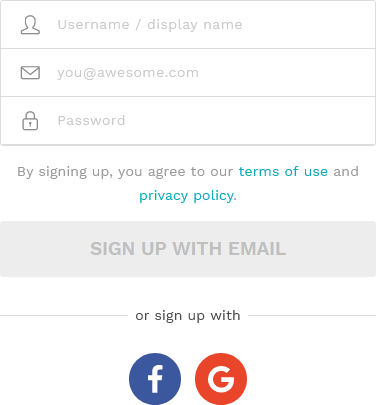 Username / display name
you@awesome.com
Password
By signing up, you agree to our terms of use and
privacy policy.
SIGN UP WITH EMAIL
or sign up with
f G